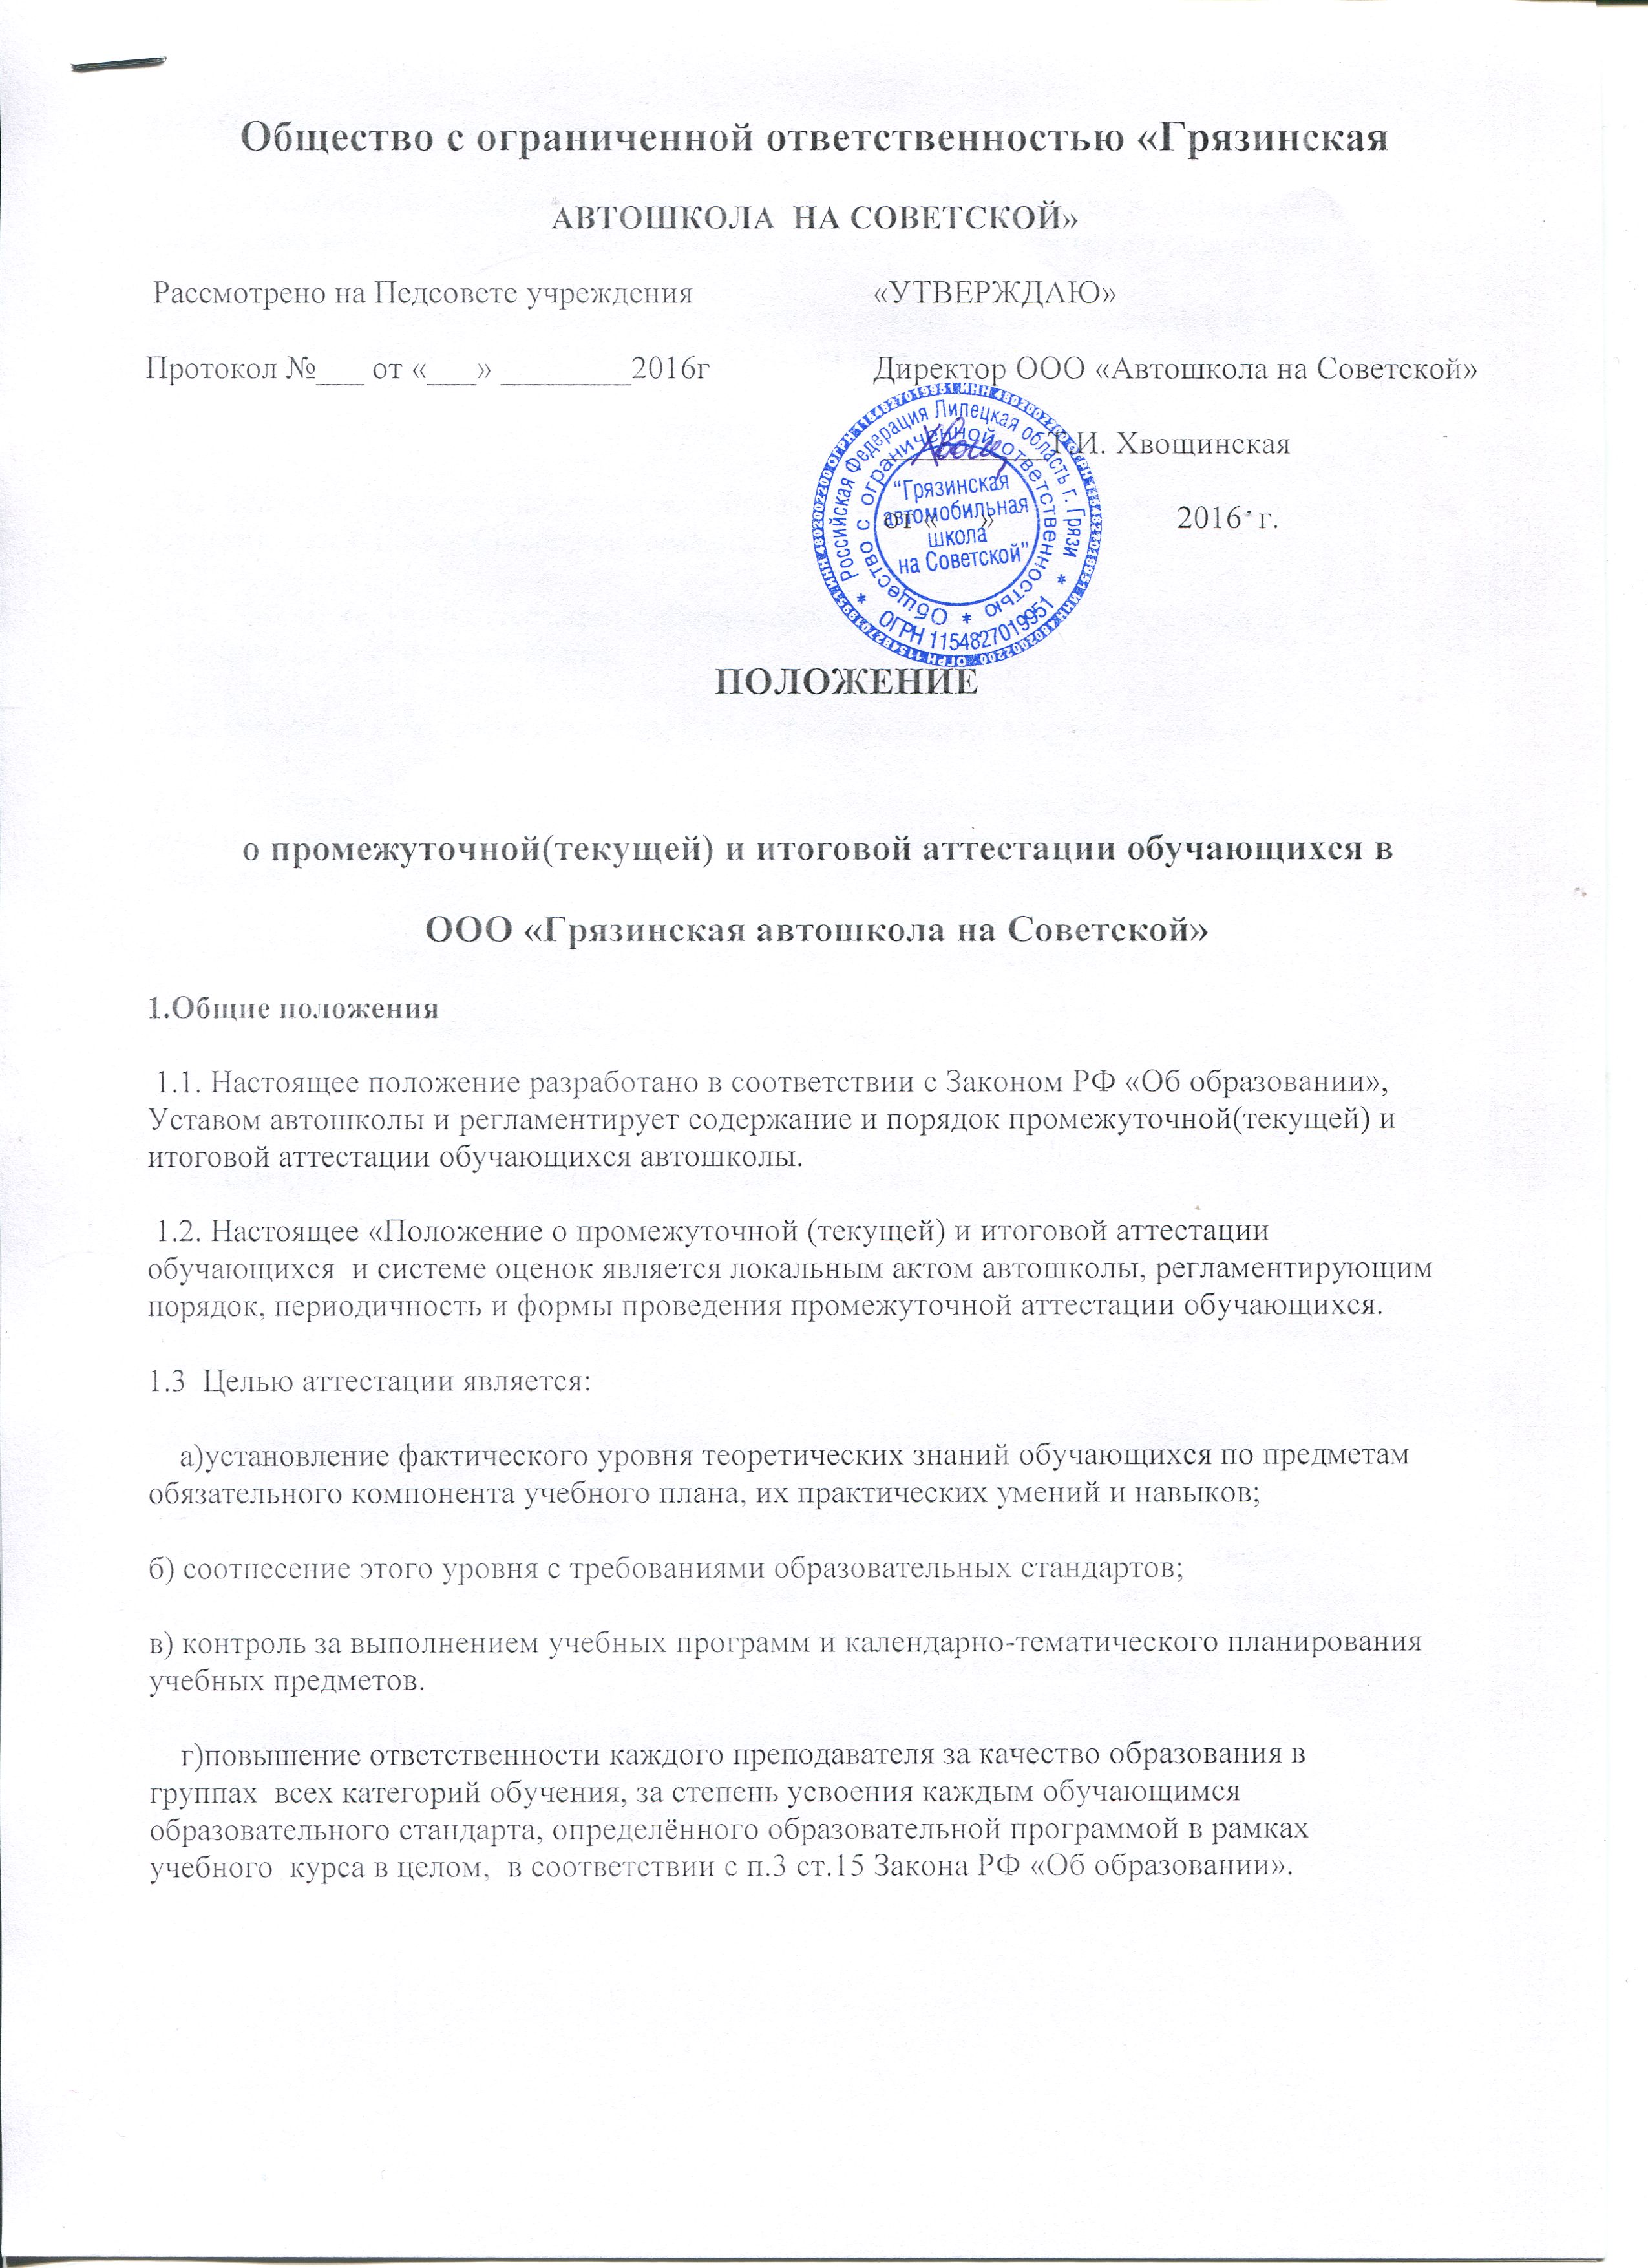 Общество с ограниченной ответственностью «Грязинская
АВТОШКОЛА НА СОВЕТСКОЙ»
Рассмотрено на Педсовете учреждения
«УТВЕРЖДАЮ»
Протокол №___ от «___» ________2016г
Директор ООО «Автошкола на Советской»
Т.И. Хвощинская
от « » 2016 г.
Российская Федерация Липецкая область г. Грязи
Общество с ограниченной ответственностью
ОГРН 1154827019951
ОГРН 1154827019951 ИНН 4802002200
"Грязинская
автомобильная
школа
на Советской"
ПОЛОЖЕНИЕ
о промежуточной(текущей) и итоговой аттестации обучающихся в
ООО «Грязинская автошкола на Советской»
1.Общие положения
1.1. Настоящее положение разработано в соответствии с Законом РФ «Об образовании»,
Уставом автошколы и регламентирует содержание и порядок промежуточной(текущей) и
итоговой аттестации обучающихся автошколы.
1.2. Настоящее «Положение о промежуточной (текущей) и итоговой аттестации
обучающихся и системе оценок является локальным актом автошколы, регламентирующим
порядок, периодичность и формы проведения промежуточной аттестации обучающихся.
1.3 Целью аттестации является:
а)установление фактического уровня теоретических знаний обучающихся по предметам
обязательного компонента учебного плана, их практических умений и навыков;
б) соотнесение этого уровня с требованиями образовательных стандартов;
в) контроль за выполнением учебных программ и календарно-тематического планирования
учебных предметов.
г)повышение ответственности каждого преподавателя за качество образования в
группах всех категорий обучения, за степень усвоения каждым обучающимся
образовательного стандарта, определённого образовательной программой в рамках
учебного курса в целом, в соответствии с п.3 ст.15 Закона РФ «Об образовании».